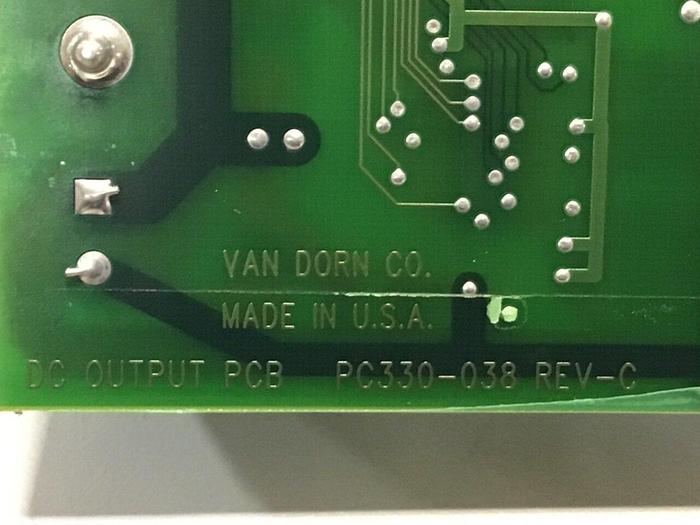 VAN DORN CO.
MADE IN U.S.A.
DC OUTPUT PCB PC330-038 REV-C